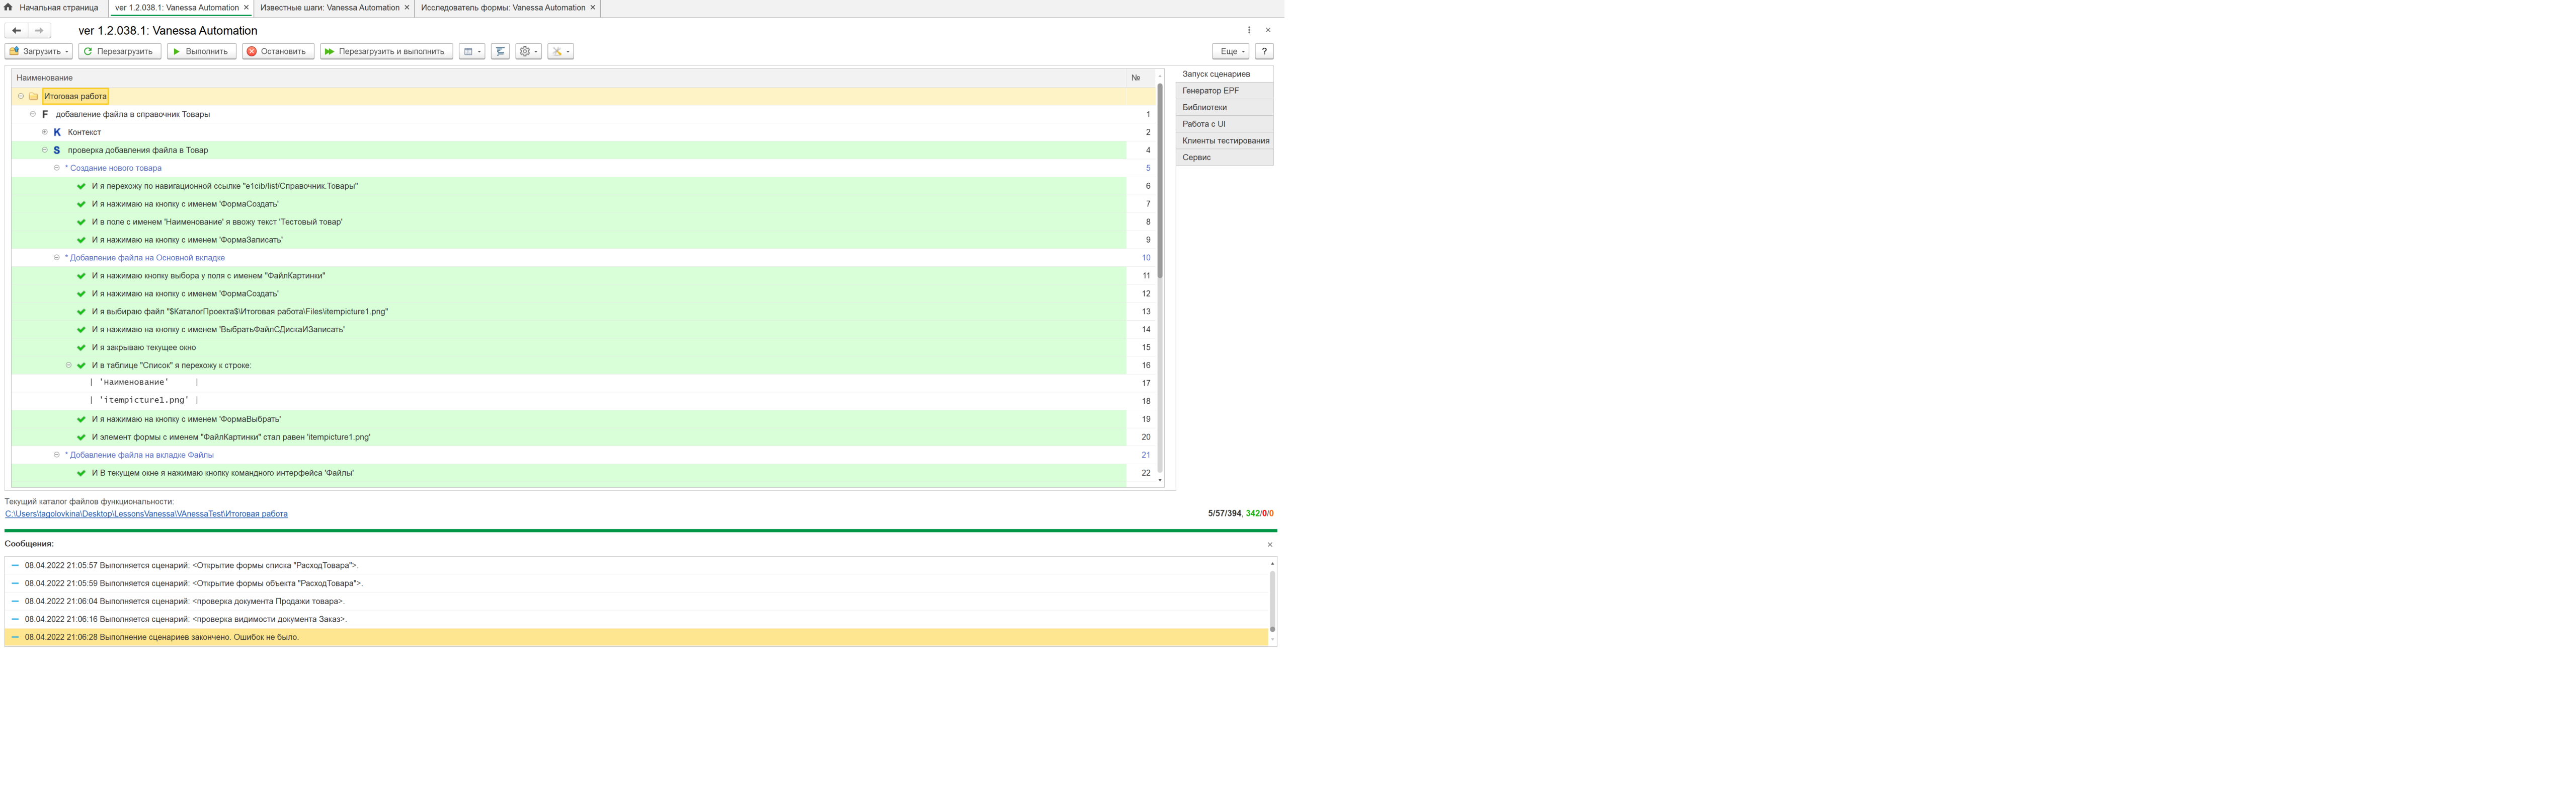 Начальная страница
ver 1.2.038.1: Vanessa Automation ×
Известные шаги: Vanessa Automation ×
Исследователь формы: Vanessa Automation ×
ver 1.2.038.1: Vanessa Automation
Загрузить
Перезагрузить
Выполнить
Остановить
Перезагрузить и выполнить
Еще
?
Наименование №
Итоговая работа
F добавление файла в справочник Товары 1
K Контекст 2
S проверка добавления файла в Товар 4
* Создание нового товара 5
И я перехожу по навигационной ссылке "e1cib/list/Справочник.Товары" 6
И я нажимаю на кнопку с именем 'ФормаСоздать' 7
И в поле с именем 'Наименование' я ввожу текст 'Тестовый товар' 8
И я нажимаю на кнопку с именем 'ФормаЗаписать' 9
* Добавление файла на Основной вкладке 10
И я нажимаю кнопку выбора у поля с именем "ФайлКартинки" 11
И я нажимаю на кнопку с именем 'ФормаСоздать' 12
И я выбираю файл "$КаталогПроекта$\Итоговая работа\Files\itempicture1.png" 13
И я нажимаю на кнопку с именем 'ВыбратьФайлСДискаИЗаписать' 14
И я закрываю текущее окно 15
И в таблице "Список" я перехожу к строке: 16
| 'Наименование' | 17
| 'itempicture1.png' | 18
И я нажимаю на кнопку с именем 'ФормаВыбрать' 19
И элемент формы с именем "ФайлКартинки" стал равен 'itempicture1.png' 20
* Добавление файла на вкладке Файлы 21
И В текущем окне я нажимаю кнопку командного интерфейса 'Файлы' 22
Запуск сценариев
Генератор EPF
Библиотеки
Работа с UI
Клиенты тестирования
Сервис
Текущий каталог файлов функциональности:
C:\Users\tagolovkina\Desktop\LessonsVanessa\VAnessaTest\Итоговая работа
5/57/394, 342/0/0
Сообщения:
08.04.2022 21:05:57 Выполняется сценарий: <Открытие формы списка "РасходТовара">.
08.04.2022 21:05:59 Выполняется сценарий: <Открытие формы объекта "РасходТовара">.
08.04.2022 21:06:04 Выполняется сценарий: <проверка документа Продажи товара>.
08.04.2022 21:06:16 Выполняется сценарий: <проверка видимости документа Заказ>.
08.04.2022 21:06:28 Выполнение сценариев закончено. Ошибок не было.